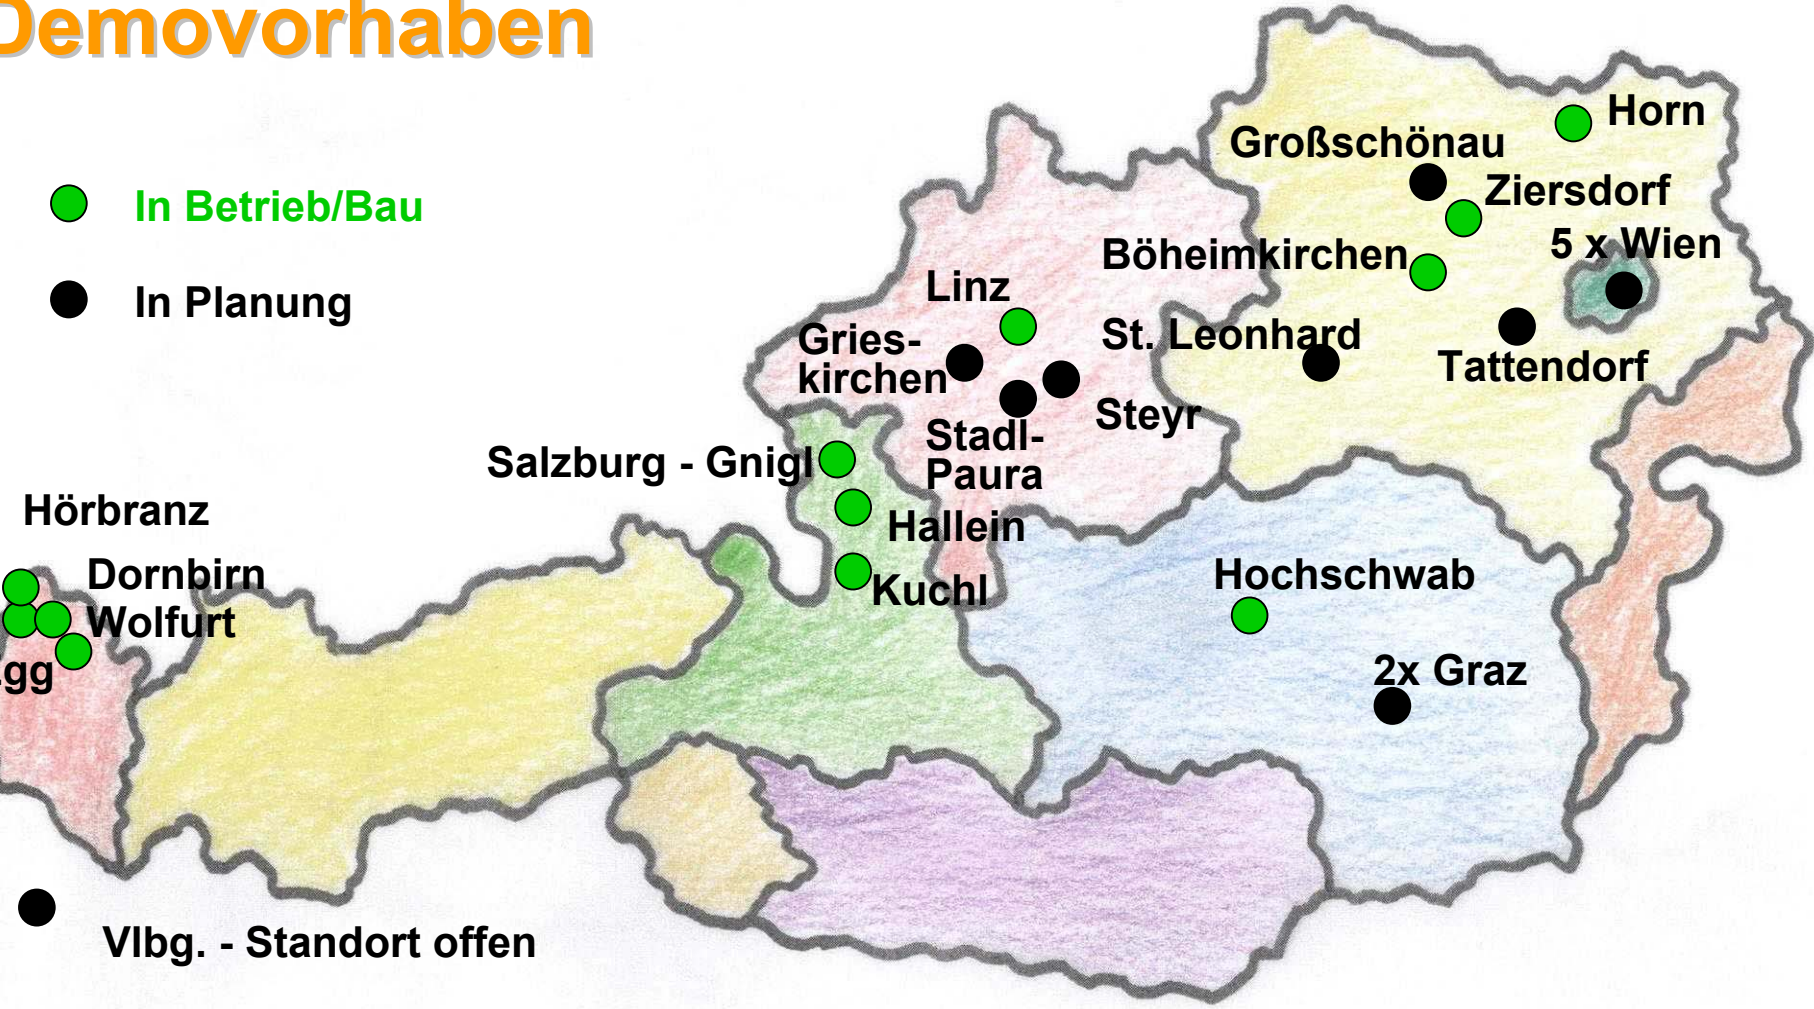 Demovorhaben
In Betrieb/Bau
In Planung
Horn
Großschönau
Ziersdorf
5 x Wien
Böheimkirchen
Linz
St. Leonhard
Gries-
kirchen
Tattendorf
Steyr
Stadl-
Paura
Salzburg - Gnigl
Hallein
Hörbranz
Dornbirn
Wolfurt
Kuchl
Hochschwab
gg
2x Graz
Vlbg. - Standort offen